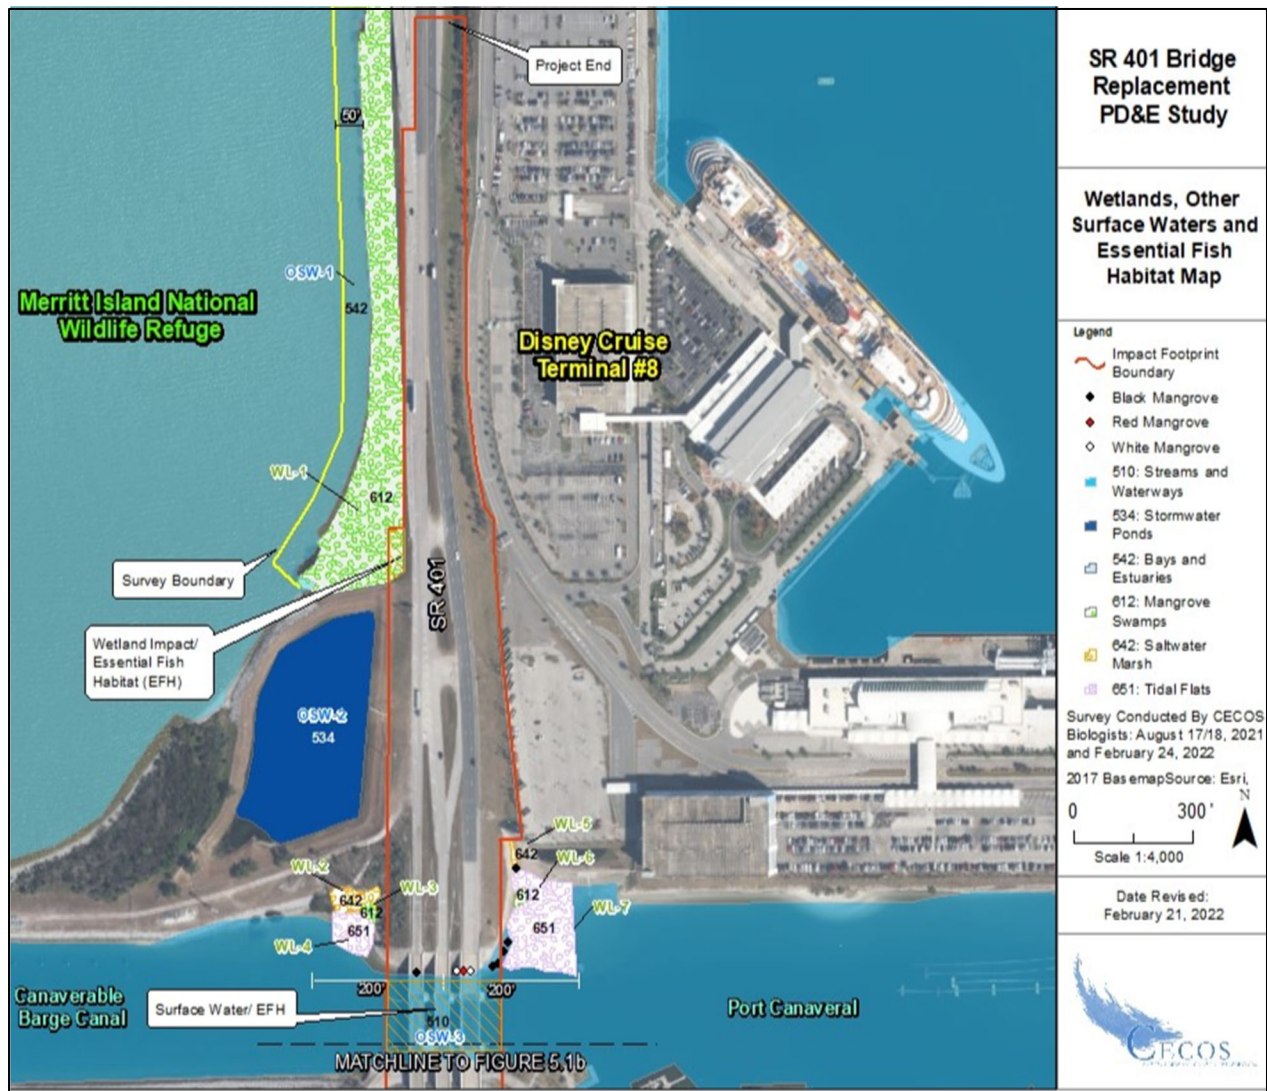 Project End
50'
OSW-1
542
Merritt Island National
Wildlife Refuge
Disney Cruise
Terminal #8
WL-1
612
Survey Boundary
SR 401
Wetland Impact/
Essential Fish
Habitat (EFH)
OSW-2
534
WL-5
642
WL-6
WL-2
WL-3
642
612
612
WL-7
651
651
WL-4
200'
200'
Canaverable
Barge Canal
Surface Water/ EFH
Port Canaveral
510
OSW-3
MATCHLINE TO FIGURE 5.1b
SR 401 Bridge
Replacement
PD&E Study
Wetlands, Other
Surface Waters and
Essential Fish
Habitat Map
Legend
Impact Footprint
Boundary
Black Mangrove
Red Mangrove
White Mangrove
510: Streams and
Waterways
534: Stormwater
Ponds
542: Bays and
Estuaries
612: Mangrove
Swamps
642: Saltwater
Marsh
651: Tidal Flats
Survey Conducted By CECOS
Biologists: August 17/18, 2021
and February 24, 2022
2017 BasemapSource: Esri,
N
0 300 '
Scale 1:4,000
Date Revised:
February 21, 2022
CECOS